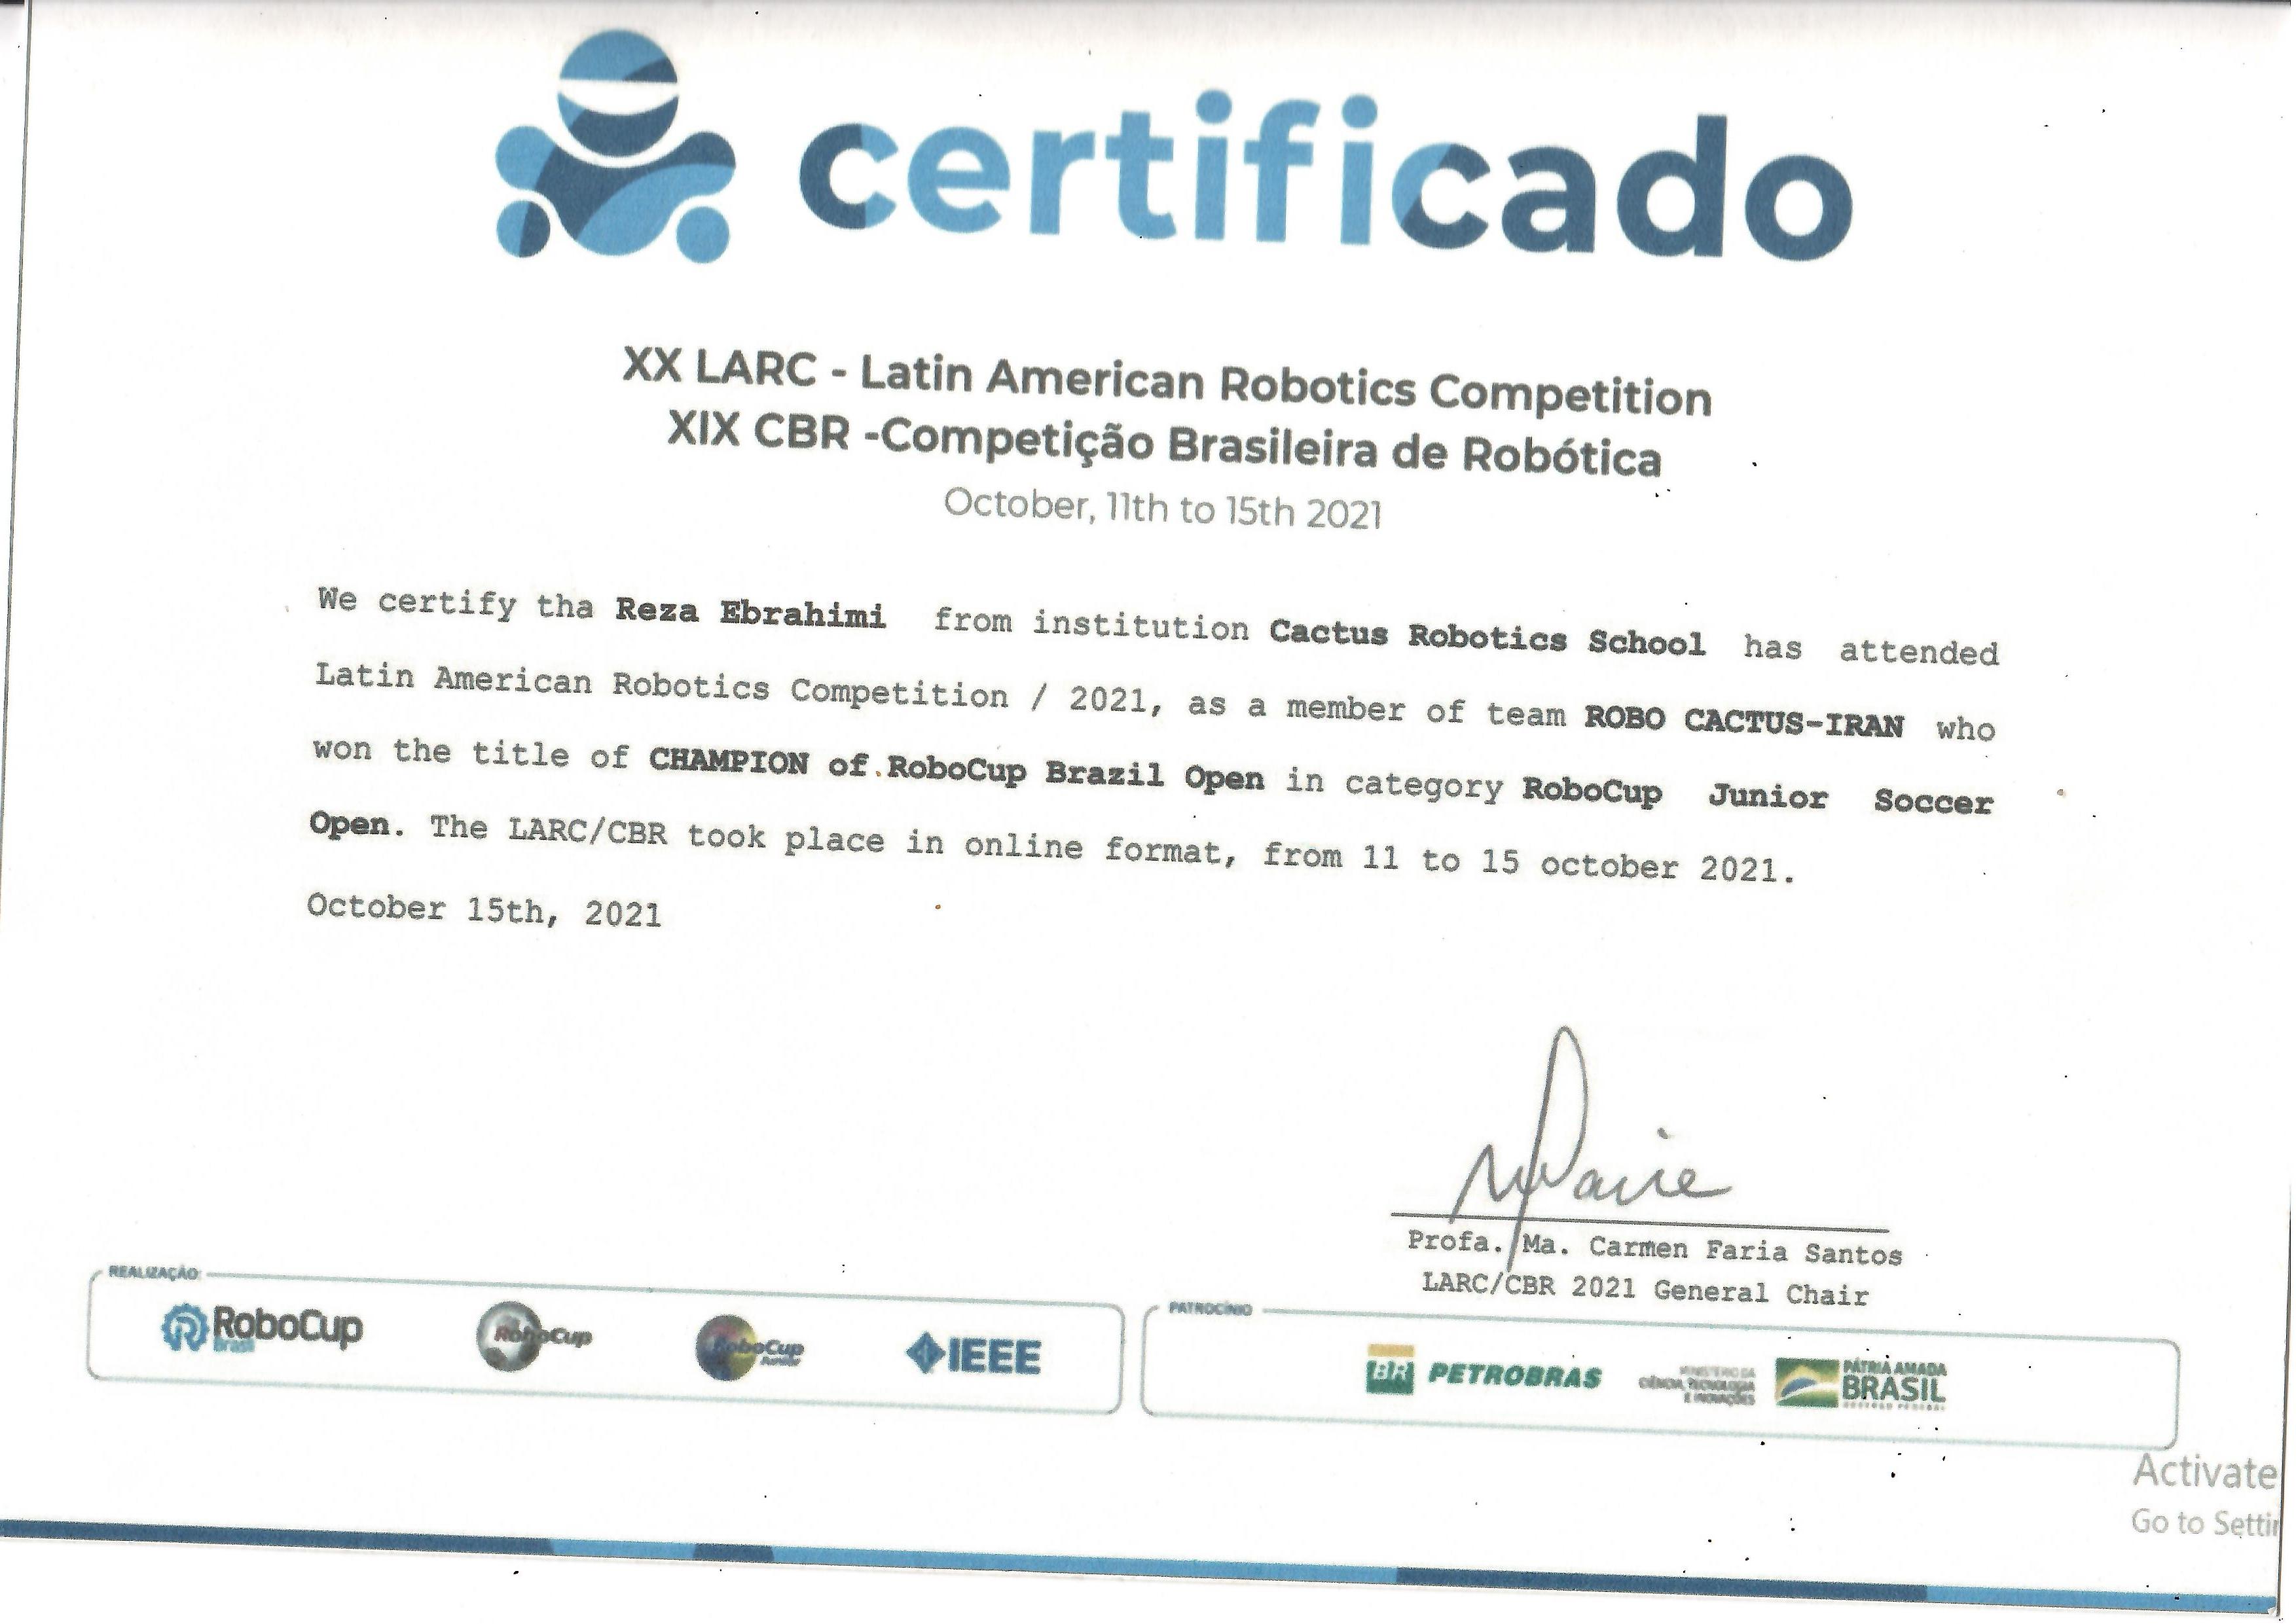 certificado
XX LARC - Latin American Robotics Competition
XIX CBR -Competição Brasileira de Robótica
October, 11th to 15th 2021
We certify tha Reza Ebrahimi from institution Cactus Robotics School has attended
Latin American Robotics Competition / 2021, as a member of team ROBO CACTUS-IRAN who
won the title of CHAMPION of RoboCup Brazil Open in category RoboCup Junior Soccer
Open. The LARC/CBR took place in online format, from 11 to 15 october 2021.
October 15th, 2021
Profa. Ma. Carmen Faria Santos
LARC/CBR 2021 General Chair
REALIZAÇÃO:
RoboCup
Brasil
RoboCup
RoboCup
Junior
IEEE
PATROCÍNIO
BR PETROBRAS
MINISTÉRIO DA
CIÊNCIA, TECNOLOGIA
E INOVAÇÕES
PÁTRIA AMADA
BRASIL
GOVERNO FEDERAL
Activate
Go to Settin